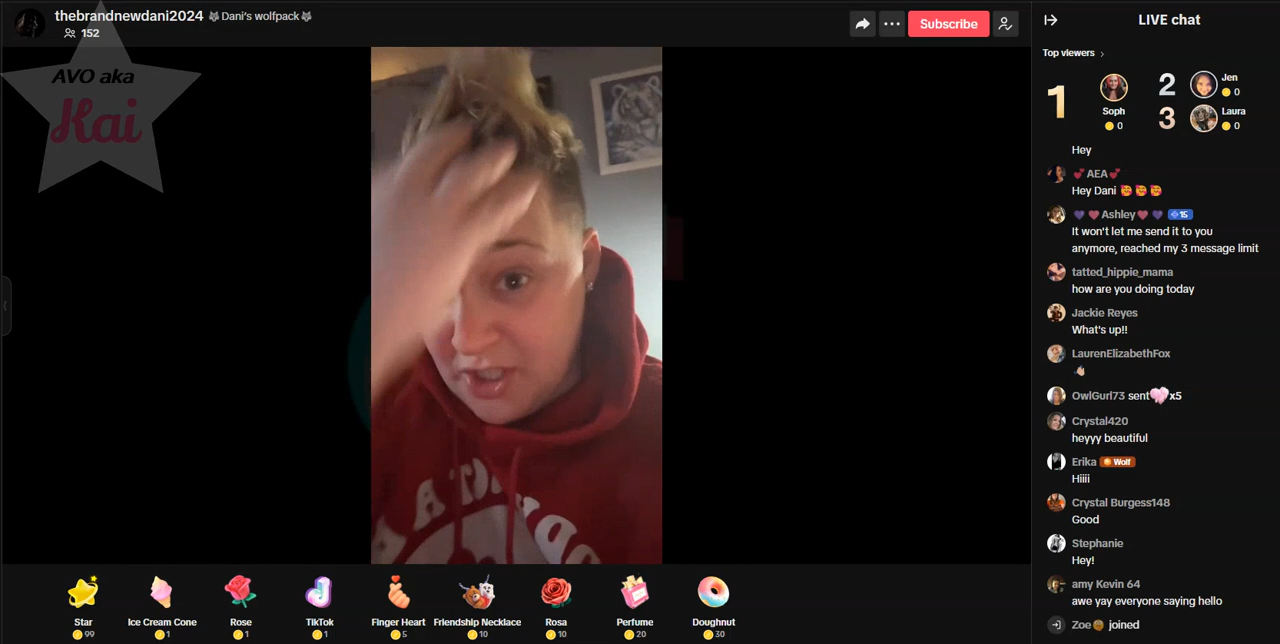 thebrandnewdani2024 🐺Dani's wolfpack🐺
152
Subscribe
AVO aka
Kai
LIVE chat
Top viewers
1
Soph
0
2
Jen
0
3
Laura
0
Hey
💕AEA💕
Hey Dani 🥰🥰🥰
💜❤Ashley❤💜 15
It won't let me send it to you
anymore, reached my 3 message limit
tatted_hippie_mama
how are you doing today
Jackie Reyes
What's up!!
LaurenElizabethFox
👋🏻
OwlGurl73 sent x5
Crystal420
heyyy beautiful
Erika Wolf
Hiiii
Crystal Burgess148
Good
Stephanie
Hey!
amy Kevin 64
awe yay everyone saying hello
Zoe joined
Star
99
Ice Cream Cone
1
Rose
1
TikTok
1
Finger Heart
5
Friendship Necklace
10
Rosa
10
Perfume
20
Doughnut
30